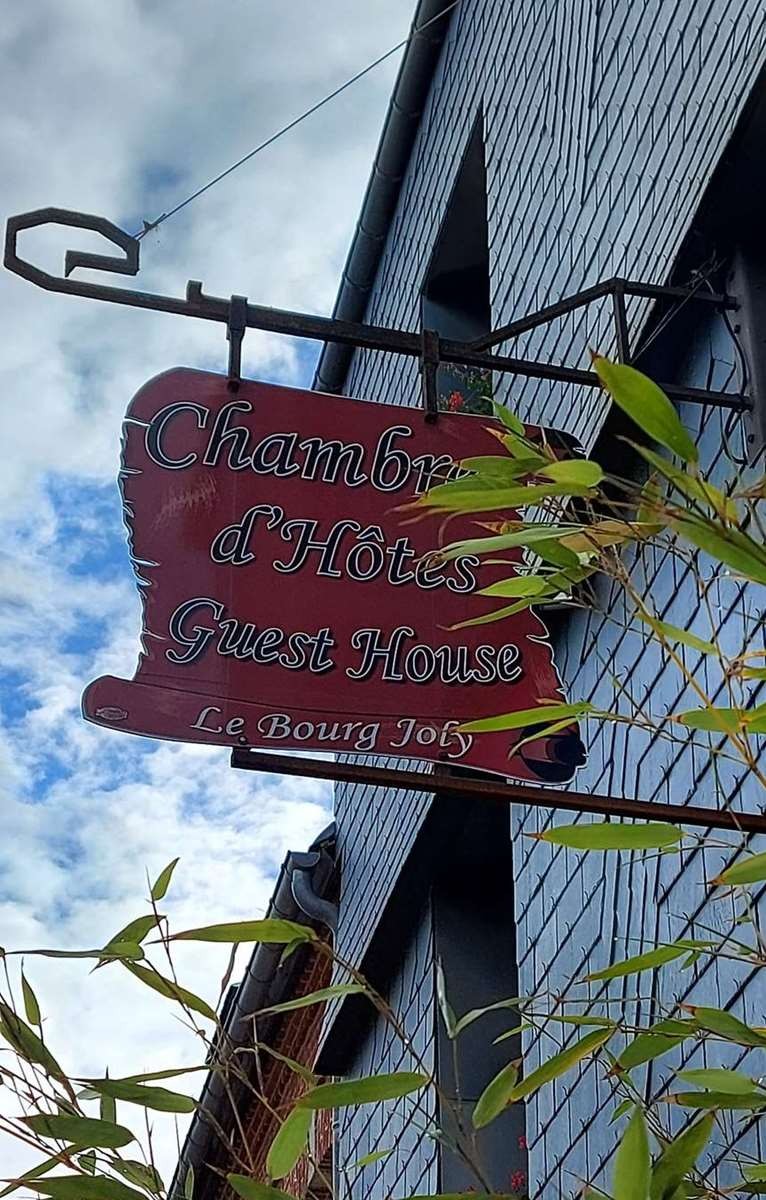 Chambr
d'Hôtes
Guest House
Le Bourg Joly